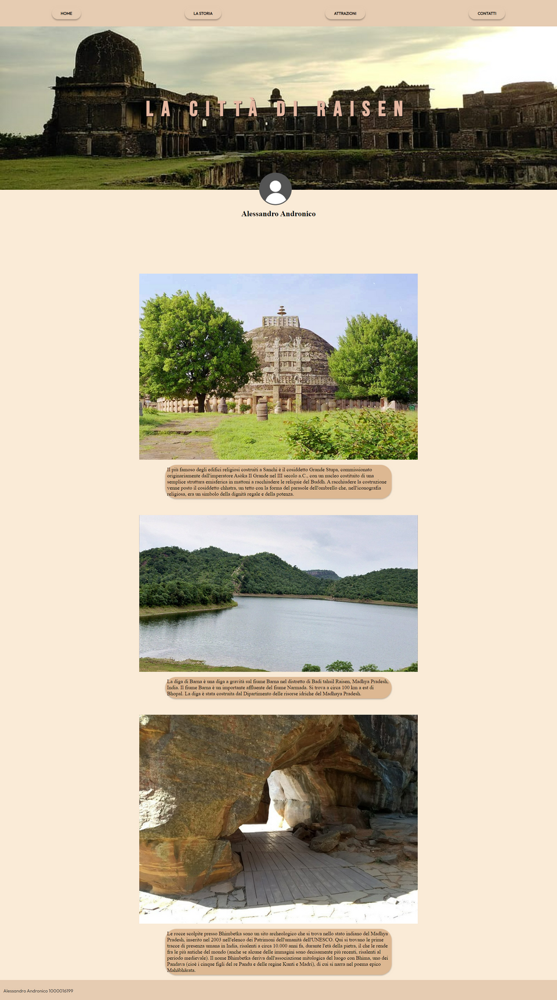 HOME
LA STORIA
ATTRAZIONI
CONTATTI
LA CITTÀ DI RAISEN
Alessandro Andronico
Il più famoso degli edifici religiosi costruiti a Sanchi è il cosiddetto Grande Stupa, commissionato
originariamente dall'imperatore Asòka Il Grande nel III secolo a.C., con un nucleo costituito di una
semplice struttura emisferica in mattoni a racchiudere le reliquie del Buddh. A racchiudere la costruzione
venne posto il cosiddetto chhatra, un tetto con la forma del parasole dell'ombrello che, nell'iconografia
religiosa, era un simbolo della dignità regale e della potenza.
La diga di Barna è una diga a gravità sul fiume Barna nel distretto di Badi tahsil Raisen, Madhya Pradesh,
India. Il fiume Barna è un importante affluente del fiume Narmada. Si trova a circa 100 km a est di
Bhopal. La diga è stata costruita dal Dipartimento delle risorse idriche del Madhaya Pradesh.
Le rocce scolpite presso Bhimbetka sono un sito archeologico che si trova nello stato indiano del Madhya
Pradesh, inserito nel 2003 nell'elenco dei Patrimoni dell'umanità dell'UNESCO. Qui si trovano le prime
tracce di presenza umana in India, risalenti a circa 10.000 anni fa, durante l'età della pietra, il che le rende
fra le più antiche del mondo (anche se alcune delle immagini sono decisamente più recenti, risalenti al
periodo medievale). Il nome Bhimbetka deriva dall'associazione mitologica del luogo con Bhima, uno dei
Pandava (cioè i cinque figli del re Pandu e delle regine Kunti e Madri), di cui si narra nel poema epico
Mahābhārata.
Alessandro Andronico 1000016199